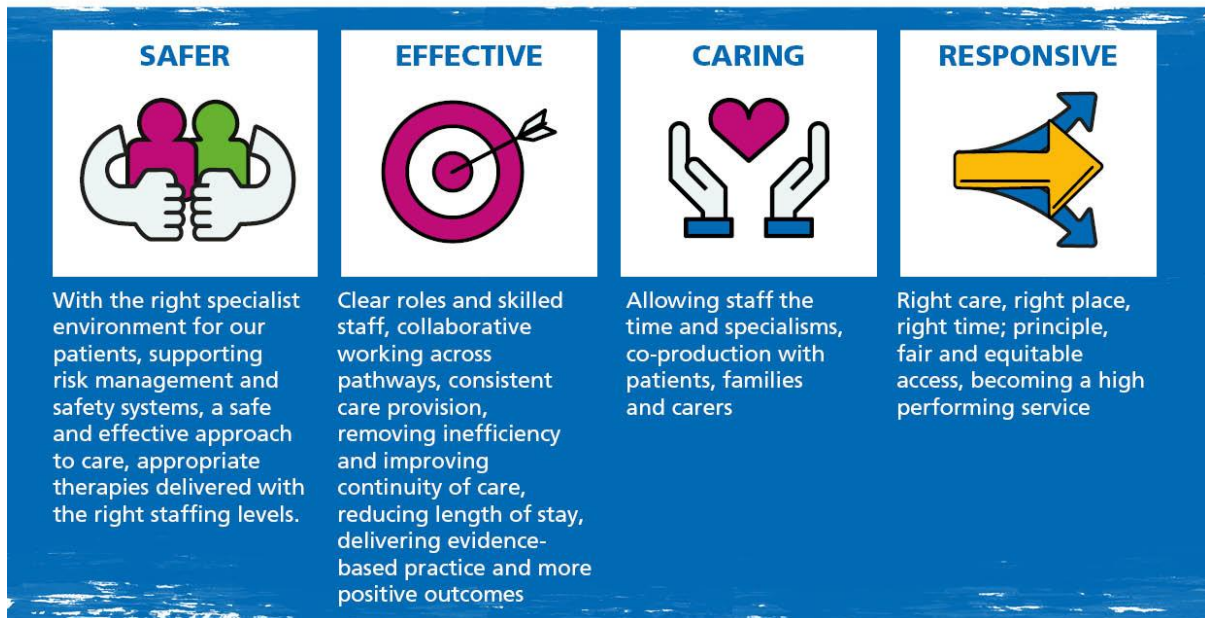 SAFER
With the right specialist
environment for our
patients, supporting
risk management and
safety systems, a safe
and effective approach
to care, appropriate
therapies delivered with
the right staffing levels.
EFFECTIVE
Clear roles and skilled
staff, collaborative
working across
pathways, consistent
care provision,
removing inefficiency
and improving
continuity of care,
reducing length of stay,
delivering evidence-
based practice and more
positive outcomes
CARING
Allowing staff the
time and specialisms,
co-production with
patients, families
and carers
RESPONSIVE
Right care, right place,
right time; principle,
fair and equitable
access, becoming a high
performing service